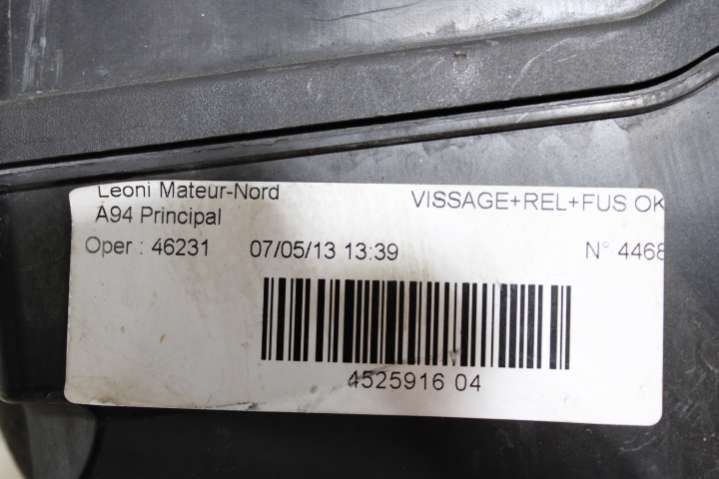 Leoni Mateur-Nord VISSAGE+REL+FUS OK
A94 Principal
Oper : 46231 07/05/13 13:39 N° 4468
4525916 04